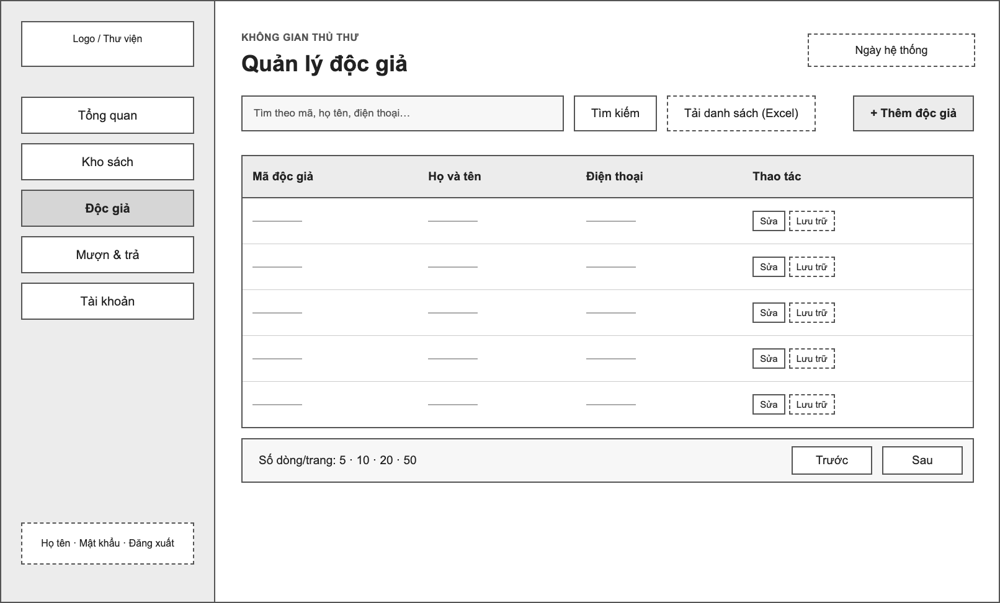 Logo / Thư viện
Tổng quan
Kho sách
Độc giả
Mượn & trả
Tài khoản
Họ tên · Mật khẩu · Đăng xuất
KHÔNG GIAN THỦ THƯ
Quản lý độc giả
Ngày hệ thống
Tìm theo mã, họ tên, điện thoại…
Tìm kiếm
Tải danh sách (Excel)
+ Thêm độc giả
Mã độc giả Họ và tên Điện thoại Thao tác
Sửa Lưu trữ
Sửa Lưu trữ
Sửa Lưu trữ
Sửa Lưu trữ
Sửa Lưu trữ
Số dòng/trang: 5 · 10 · 20 · 50
Trước
Sau